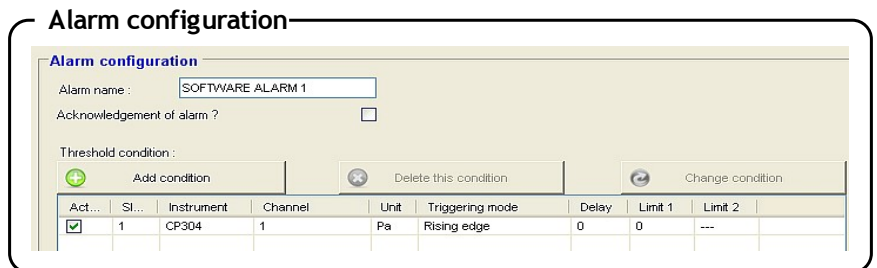 Alarm configuration
Alarm configuration
Alarm name : SOFTWARE ALARM 1
Acknowledgement of alarm ?
Threshold condition :
Add condition Delete this condition Change condition
Act... Sl... Instrument Channel Unit Triggering mode Delay Limit 1 Limit 2
1 CP304 1 Pa Rising edge 0 0 ---